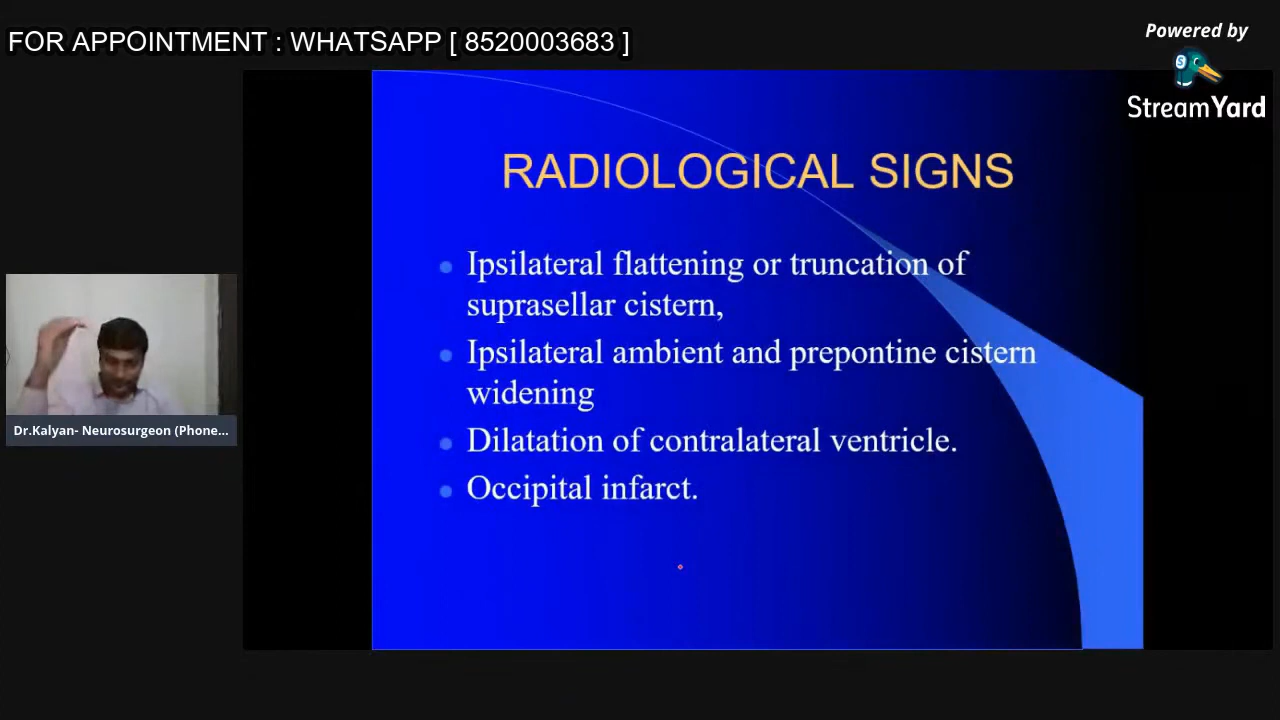 FOR APPOINTMENT : WHATSAPP [ 8520003683 ]
Powered by
StreamYard
RADIOLOGICAL SIGNS
Ipsilateral flattening or truncation of
suprasellar cistern,
Ipsilateral ambient and prepontine cistern
widening
Dilatation of contralateral ventricle.
Occipital infarct.
Dr.Kalyan- Neurosurgeon (Phone...